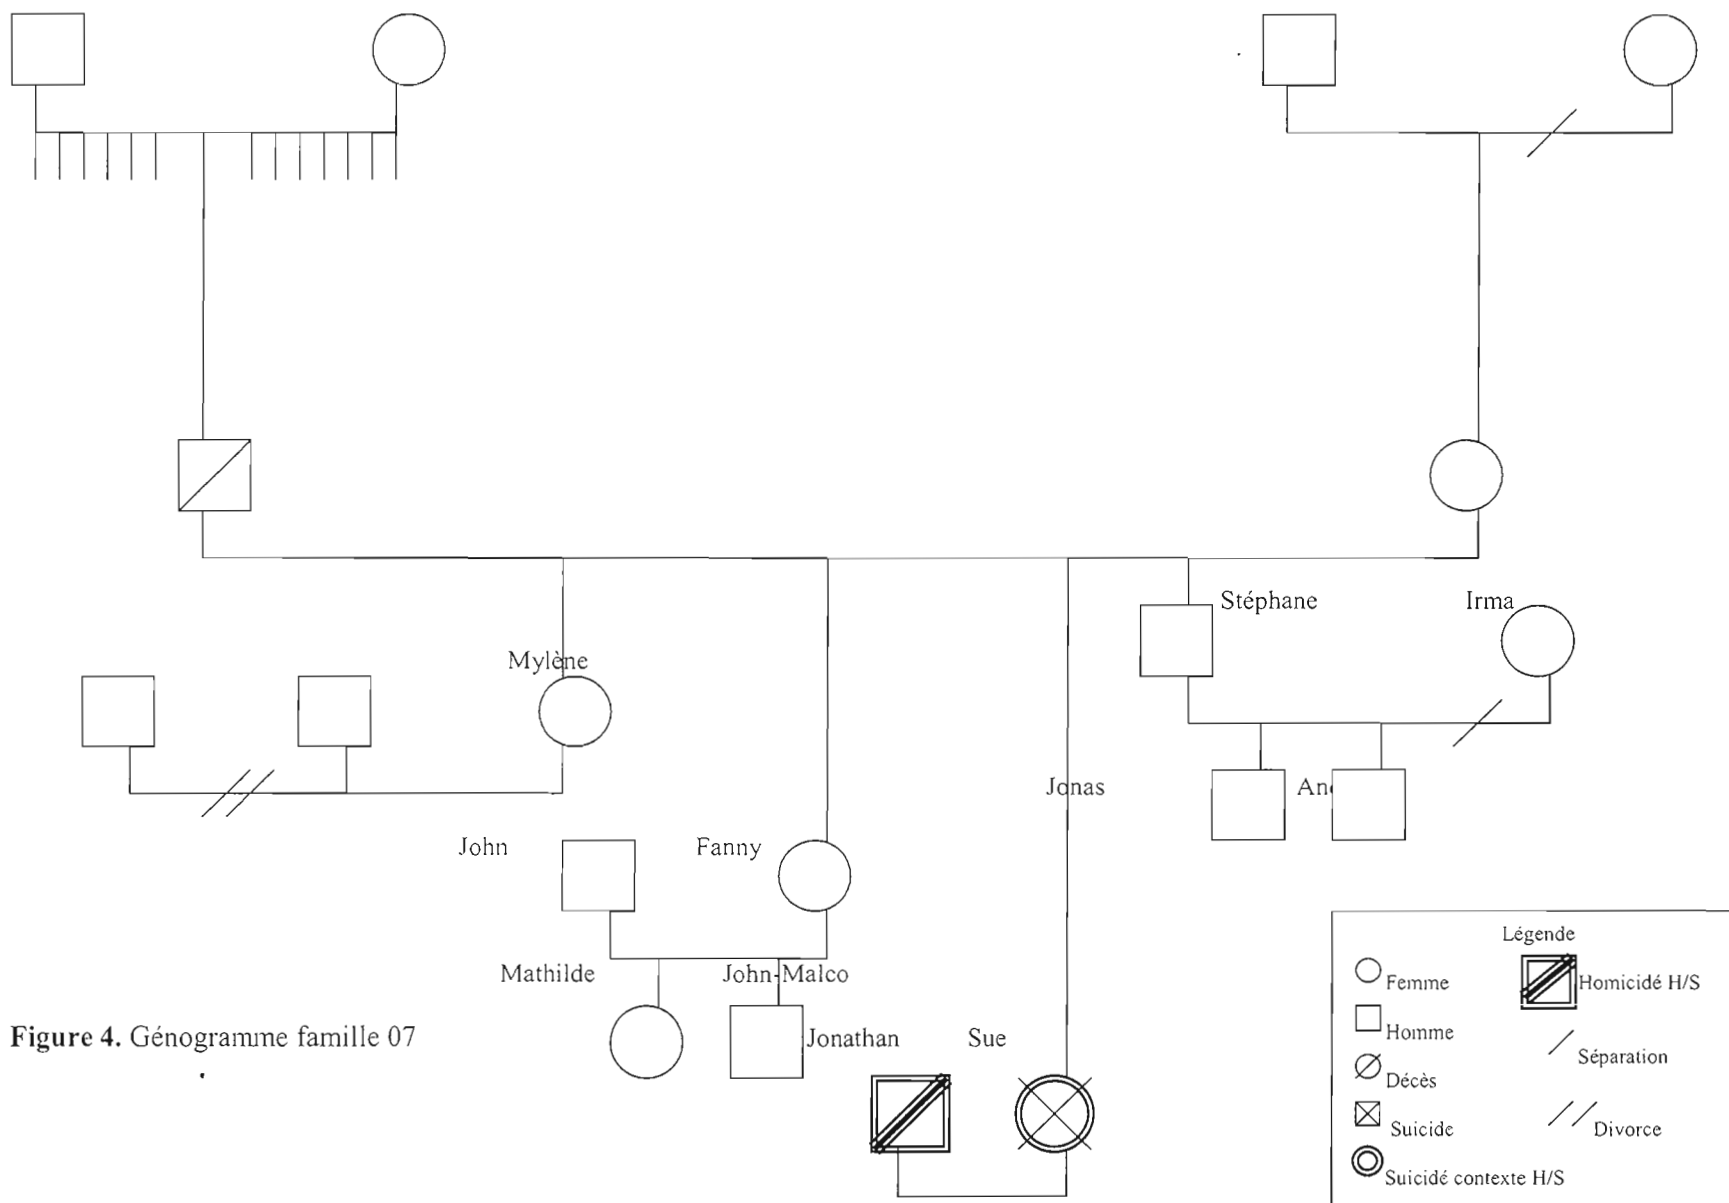 Stéphane
Irma
Mylène
Jonas
John
Fanny
Mathilde
John-Malco
Figure 4. Génogramme famille 07
Jonathan
Sue
Légende
Femme
Homicidé H/S
Homme
Séparation
Décès
Suicide
Divorce
Suicidé contexte H/S